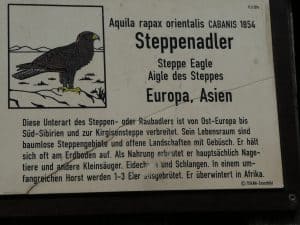 Aquila rapax orientalis CABANIS 1854
Steppenadler
Steppe Eagle
Aigle des Steppes
Europa, Asien
Diese Unterart des Steppen- oder Raubadlers ist von Ost-Europa bis
Süd-Sibirien und zur Kirgisensteppe verbreitet. Sein Lebensraum sind
baumlose Steppengebiete und offene Landschaften mit Gebüsch. Er hält
sich oft am Erdboden auf. Als Nahrung erbeutet er hauptsächlich Nage-
tiere und andere Kleinsäuger, Eidechsen und Schlangen. In einem um-
fangreichen Horst werden 1-3 Eier ausgebrütet. Er überwintert in Afrika.